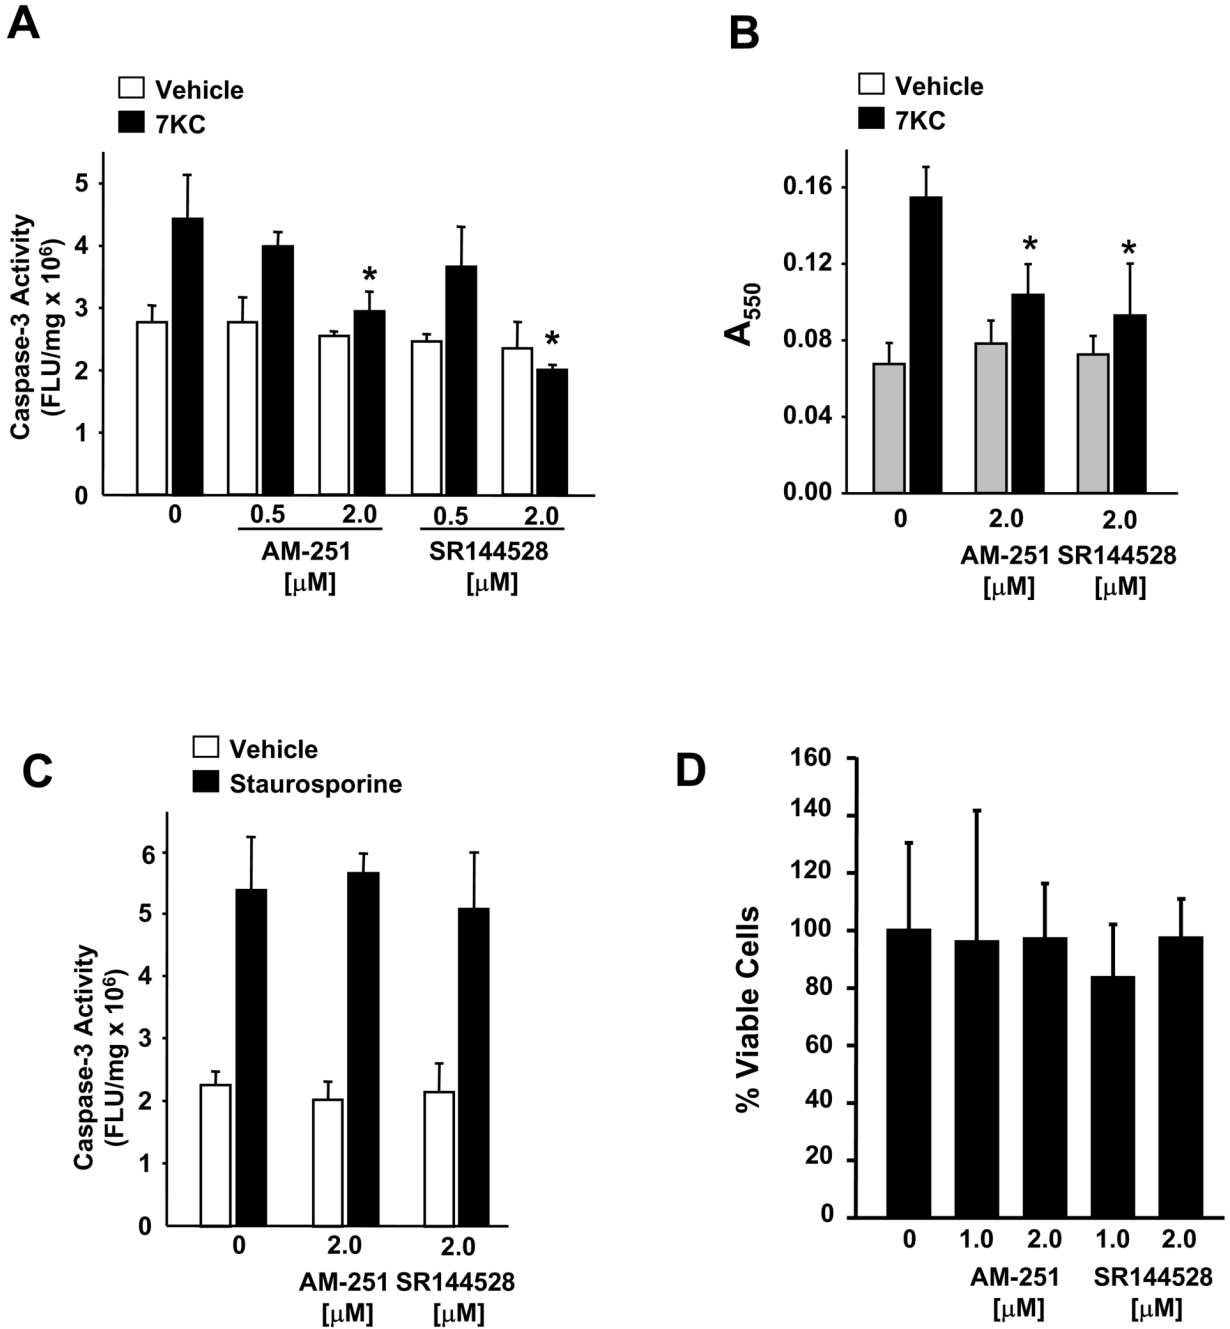 A
Vehicle
7KC
Caspase-3 Activity
(FLU/mg x 10⁶)
5
4
3
2
1
0
*
*
0 0.5 2.0 0.5 2.0
AM-251 SR144528
[μM] [μM]
B
Vehicle
7KC
A₅₅₀
0.16
0.12
0.08
0.04
0.00
* *
0 2.0 2.0
AM-251 SR144528
[μM] [μM]
C
Vehicle
Staurosporine
Caspase-3 Activity
(FLU/mg x 10⁶)
6
5
4
3
2
1
0
0 2.0 2.0
AM-251 SR144528
[μM] [μM]
D
% Viable Cells
160
140
120
100
80
60
40
20
0
0 1.0 2.0 1.0 2.0
AM-251 SR144528
[μM] [μM]